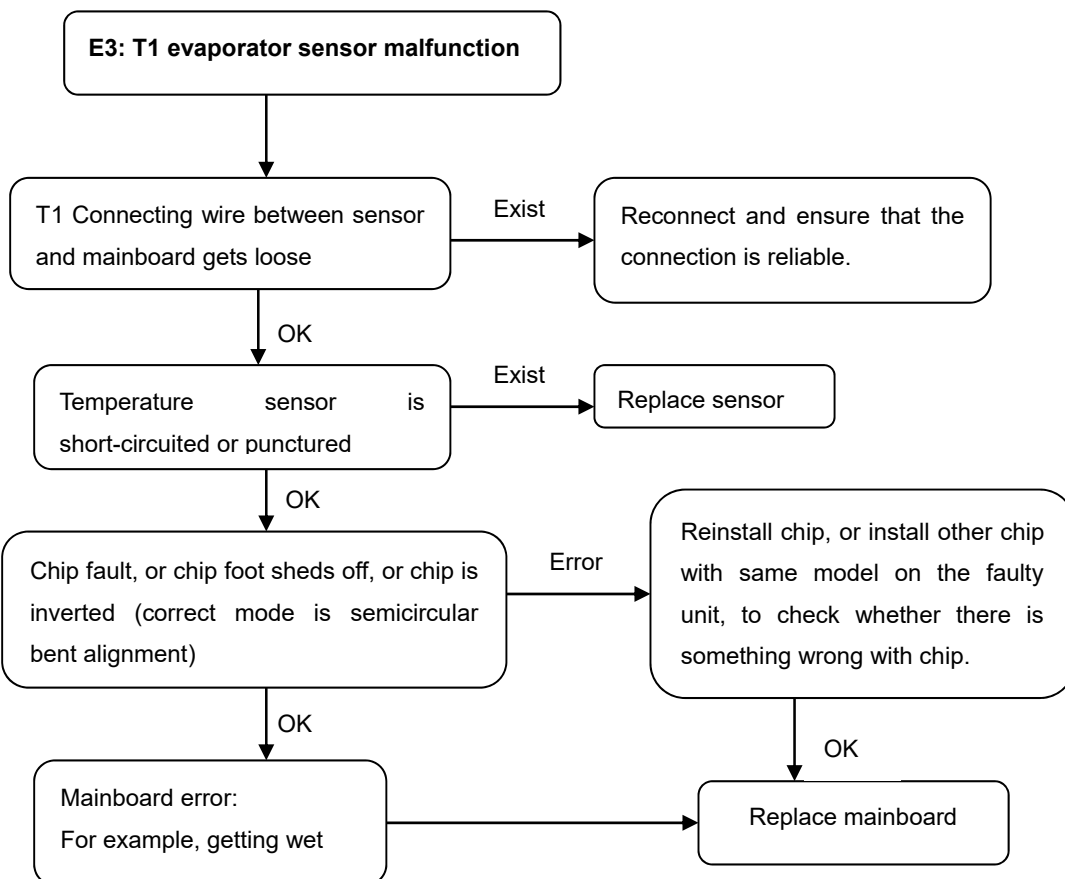 E3: T1 evaporator sensor malfunction
T1 Connecting wire between sensor
and mainboard gets loose
Exist
Reconnect and ensure that the
connection is reliable.
OK
Temperature sensor is
short-circuited or punctured
Exist
Replace sensor
OK
Chip fault, or chip foot sheds off, or chip is
inverted (correct mode is semicircular
bent alignment)
Error
Reinstall chip, or install other chip
with same model on the faulty
unit, to check whether there is
something wrong with chip.
OK
OK
Mainboard error:
For example, getting wet
Replace mainboard